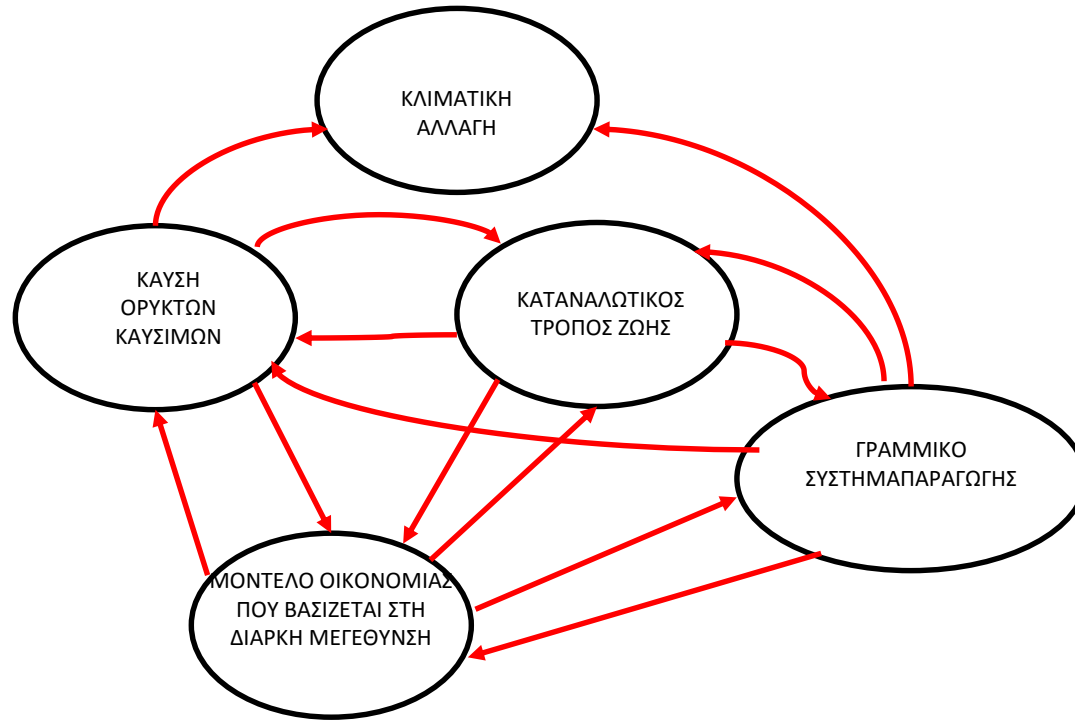 ΚΛΙΜΑΤΙΚΗ
ΑΛΛΑΓΗ
ΚΑΥΣΗ
ΟΡΥΚΤΩΝ
ΚΑΥΣΙΜΩΝ
ΚΑΤΑΝΑΛΩΤΙΚΟΣ
ΤΡΟΠΟΣ ΖΩΗΣ
ΓΡΑΜΜΙΚΟ
ΣΥΣΤΗΜΑΠΑΡΑΓΩΓΗΣ
ΜΟΝΤΕΛΟ ΟΙΚΟΝΟΜΙΑΣ
ΠΟΥ ΒΑΣΙΖΕΤΑΙ ΣΤΗ
ΔΙΑΡΚΗ ΜΕΓΕΘΥΝΣΗ